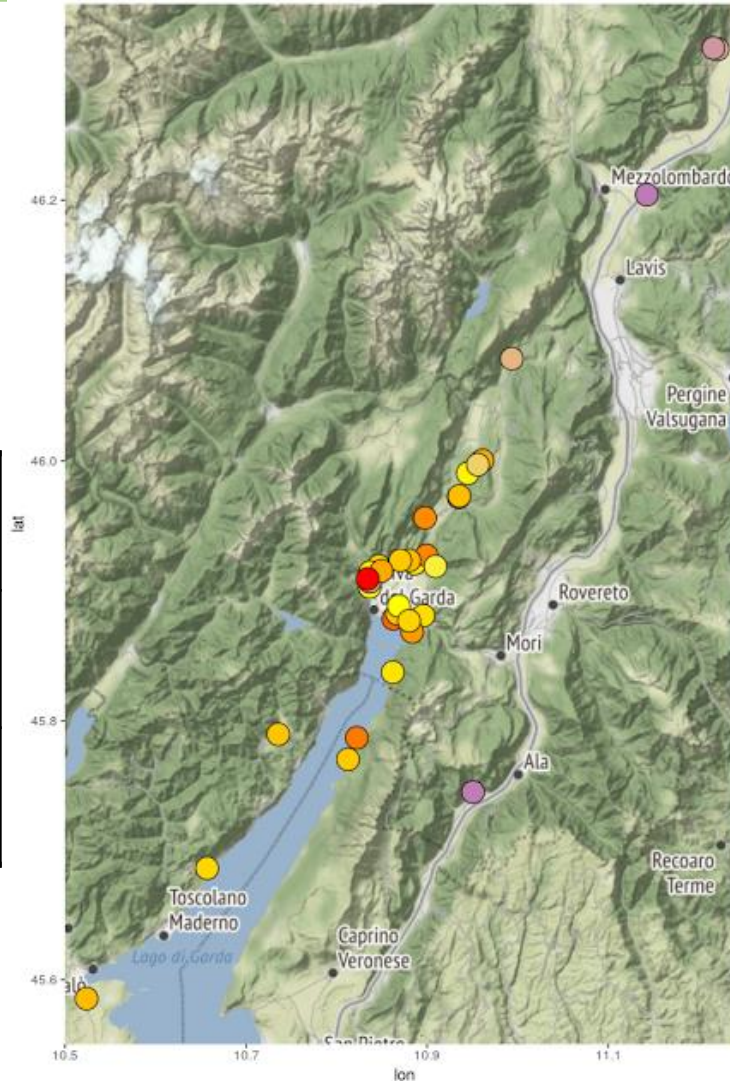 46.2
46.0
45.8
45.6
lat
10.5
10.7
10.9
11.1
lon
Mezzolombardo
Lavis
Pergine
Valsugana
del Garda
Rovereto
Mori
Ala
Recoaro
Terme
Toscolano
Maderno
Caprino
Veronese
Lago di Garda